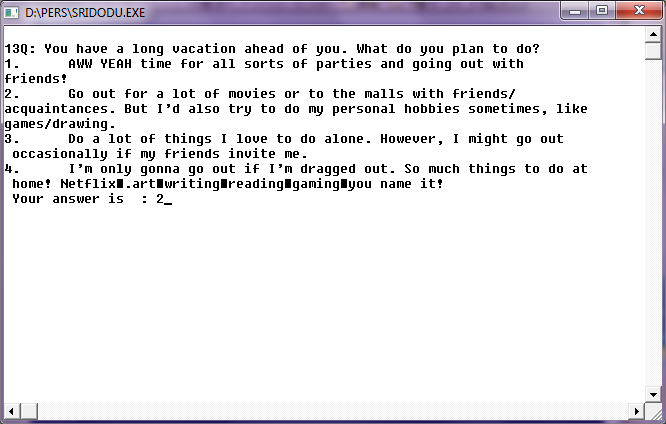 D:\PERS\SRIDODU.EXE
13Q: You have a long vacation ahead of you. What do you plan to do?
1.      AWW YEAH time for all sorts of parties and going out with
friends!
2.      Go out for a lot of movies or to the malls with friends/
acquaintances. But I'd also try to do my personal hobbies sometimes, like
games/drawing.
3.      Do a lot of things I love to do alone. However, I might go out
 occasionally if my friends invite me.
4.      I'm only gonna go out if I'm dragged out. So much things to do at
 home! Netflix■.art■writing■reading■gaming■you name it!
 Your answer is  : 2_